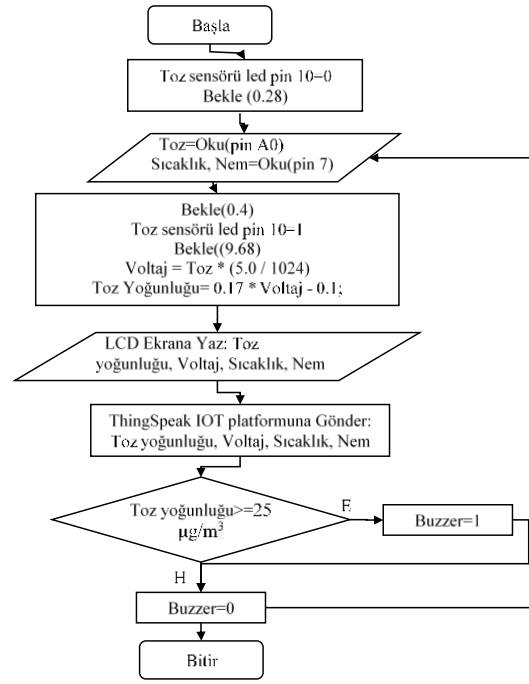 Başla
Toz sensörü led pin 10=0
Bekle (0.28)
Toz=Oku(pin A0)
Sıcaklık, Nem=Oku(pin 7)
Bekle(0.4)
Toz sensörü led pin 10=1
Bekle((9.68)
Voltaj = Toz * (5.0 / 1024)
Toz Yoğunluğu= 0.17 * Voltaj - 0.1;
LCD Ekrana Yaz: Toz
yoğunluğu, Voltaj, Sıcaklık, Nem
ThingSpeak IOT platformuna Gönder:
Toz yoğunluğu, Voltaj, Sıcaklık, Nem
Toz yoğunluğu>=25
µg/m³
E
Buzzer=1
H
Buzzer=0
Bitir